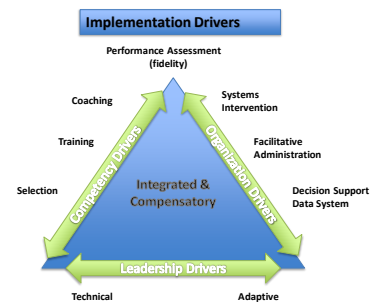 Implementation Drivers
Performance Assessment
(fidelity)
Coaching
Systems
Intervention
Training
Facilitative
Administration
Competency Drivers
Organization Drivers
Selection
Integrated &
Compensatory
Decision Support
Data System
Leadership Drivers
Technical
Adaptive